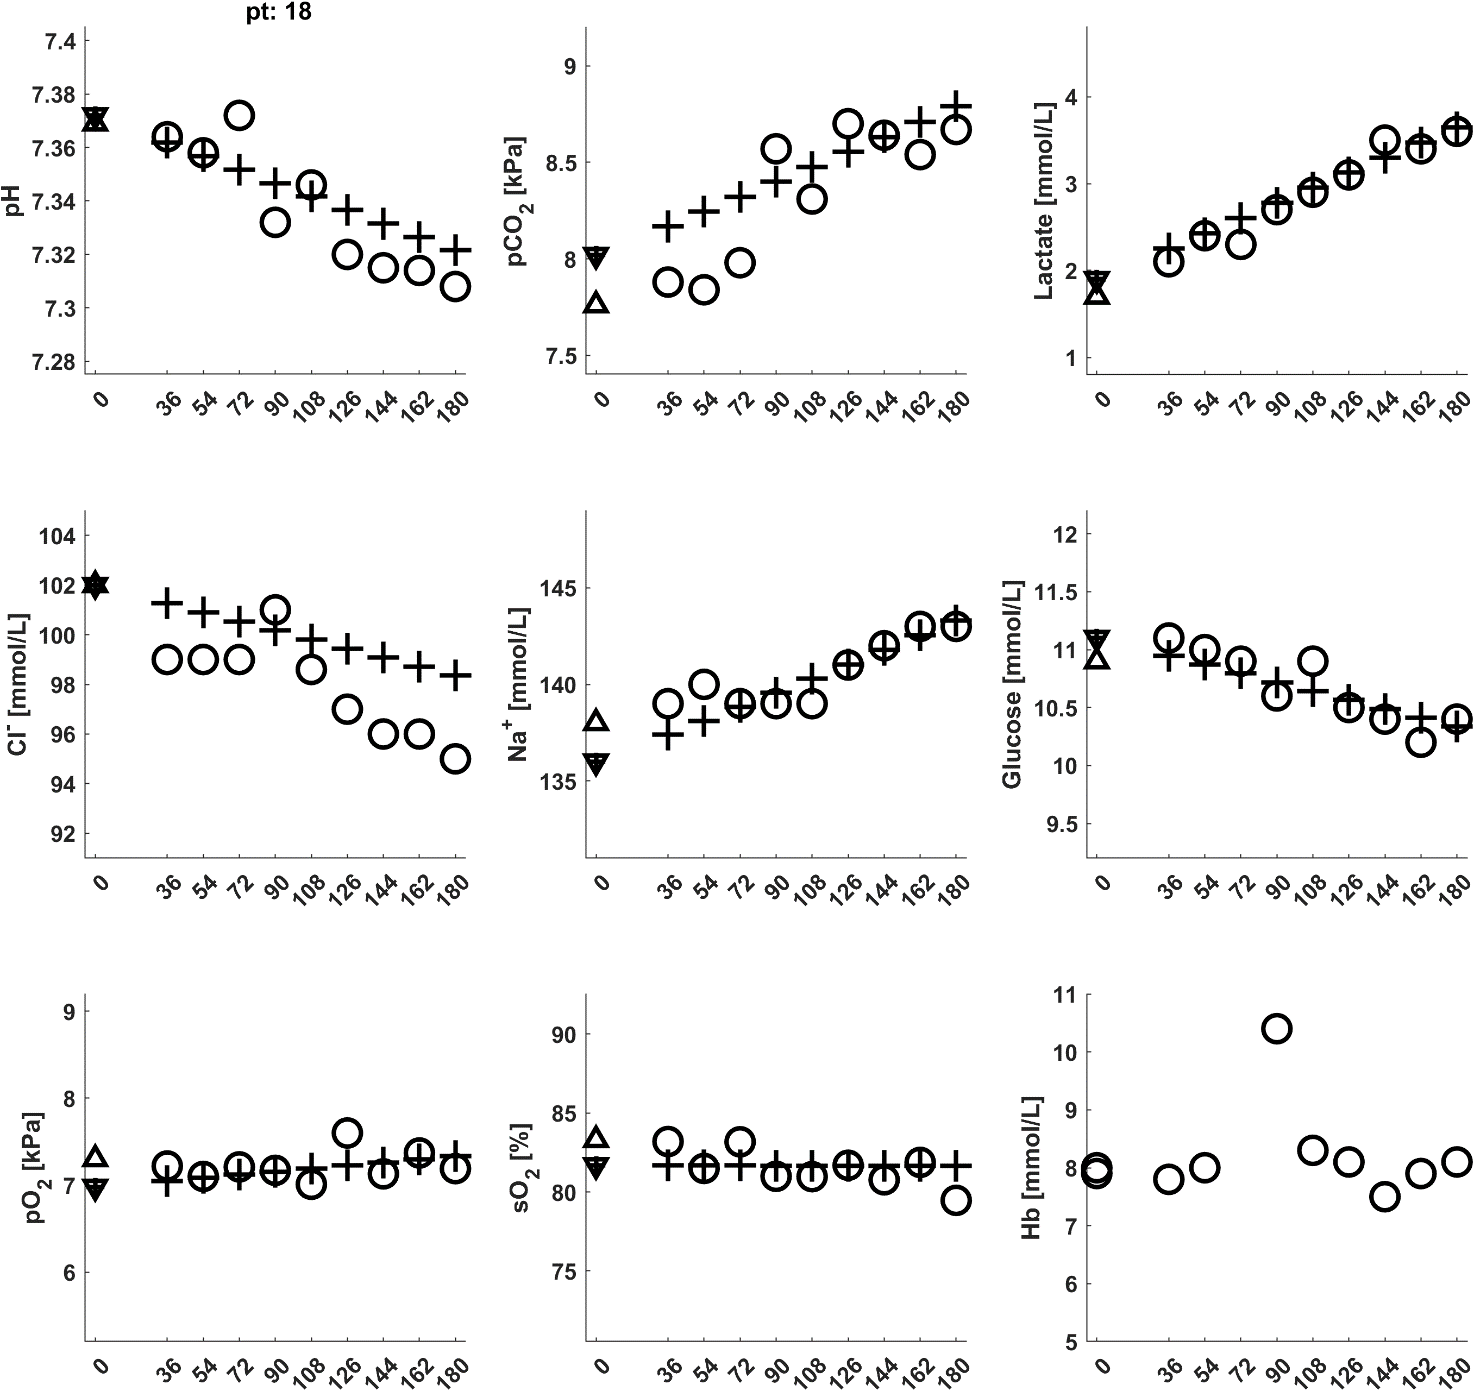 pt: 18
7.4
7.38
7.36
7.34
7.32
7.3
7.28
pH
0 36 54 72 90 108 126 144 162 180
9
8.5
8
7.5
pCO2 [kPa]
0 36 54 72 90 108 126 144 162 180
4
3
2
1
Lactate [mmol/L]
0 36 54 72 90 108 126 144 162 180
104
102
100
98
96
94
92
Cl- [mmol/L]
0 36 54 72 90 108 126 144 162 180
145
140
135
Na+ [mmol/L]
0 36 54 72 90 108 126 144 162 180
12
11.5
11
10.5
10
9.5
Glucose [mmol/L]
0 36 54 72 90 108 126 144 162 180
9
8
7
6
pO2 [kPa]
0 36 54 72 90 108 126 144 162 180
90
85
80
75
sO2 [%]
0 36 54 72 90 108 126 144 162 180
11
10
9
8
7
6
5
Hb [mmol/L]
0 36 54 72 90 108 126 144 162 180